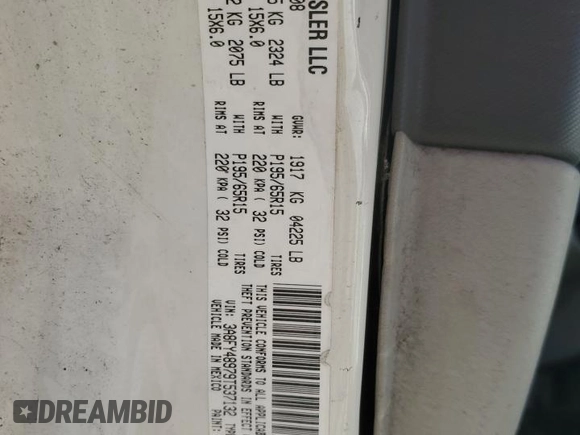 SLER LLC
08 GVWR: 1917 KG 04225 LB
KG 2324 LB WITH P195/65R15 TIRES
15X6.0 RIMS AT 220 KPA ( 32 PSI) COLD
2 KG 2075 LB WITH P195/65R15 TIRES
15X6.0 RIMS AT 220 KPA ( 32 PSI) COLD
THIS VEHICLE CONFORMS TO ALL APPLICABLE
THEFT PREVENTION STANDARDS IN EFFECT
VIN: 3A8FY48979T537132 TYPE
VEHICLE MADE IN MEXICO PAINT:
DREAMBID